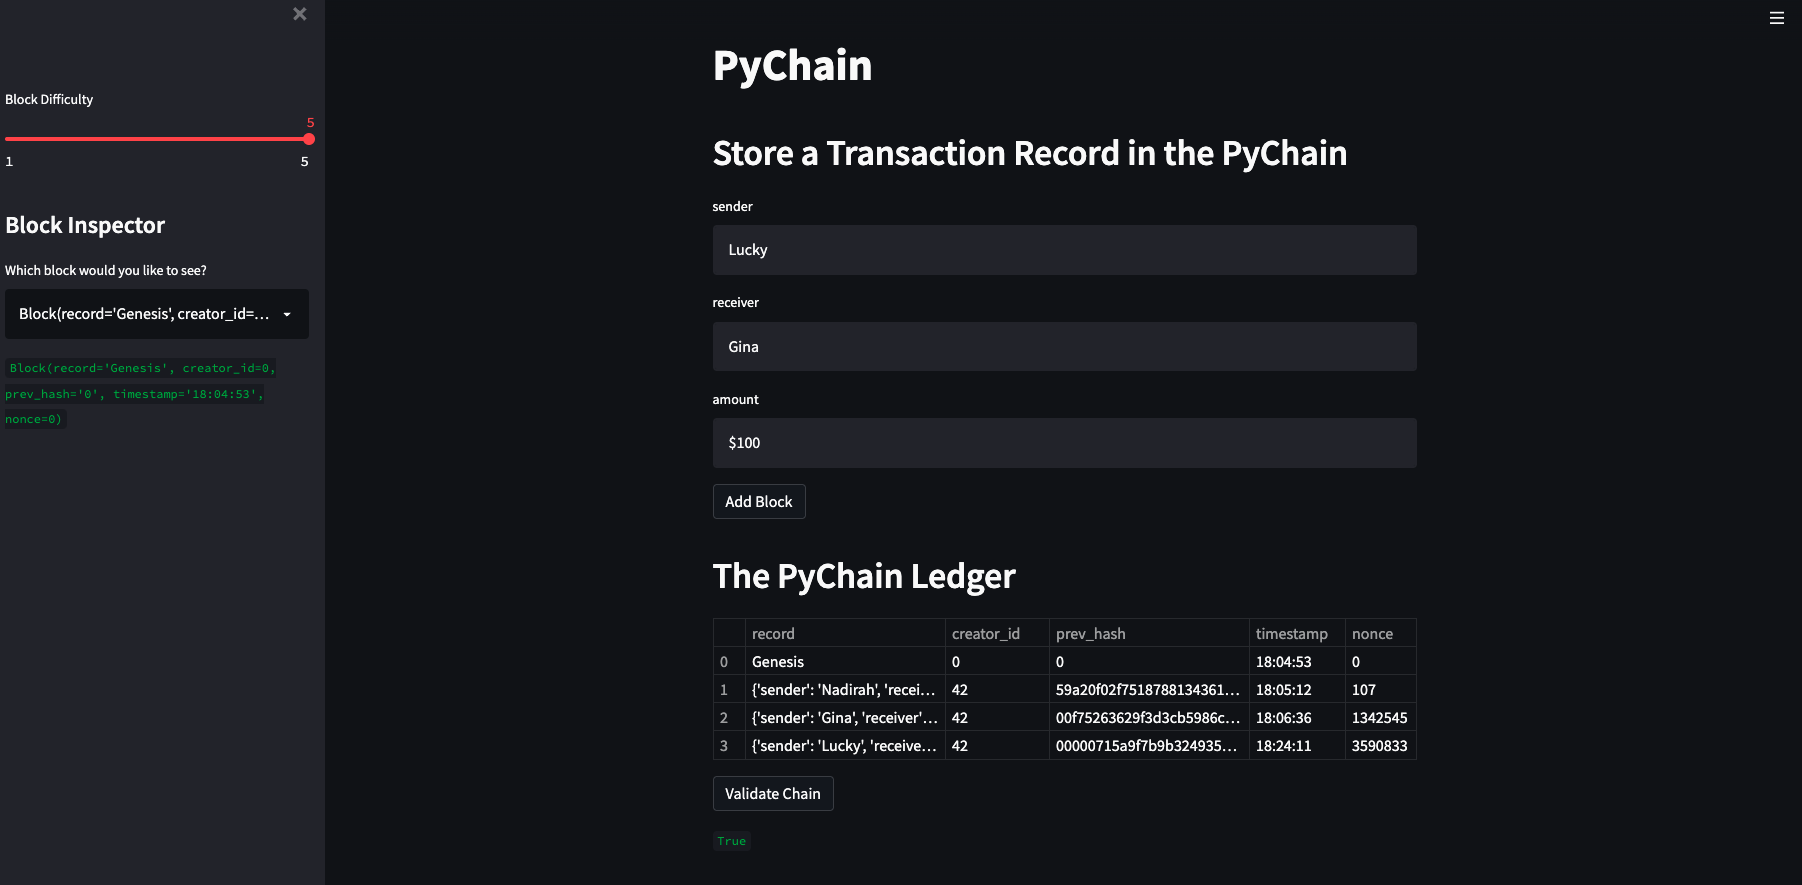 Block Difficulty
5
1 5
Block Inspector
Which block would you like to see?
Block(record='Genesis', creator_id=...
Block(record='Genesis', creator_id=0,
prev_hash='0', timestamp='18:04:53',
nonce=0)
PyChain
Store a Transaction Record in the PyChain
sender
Lucky
receiver
Gina
amount
$100
Add Block
The PyChain Ledger
record creator_id prev_hash timestamp nonce
0 Genesis 0 0 18:04:53 0
1 {'sender': 'Nadirah', 'recei... 42 59a20f02f7518788134361... 18:05:12 107
2 {'sender': 'Gina', 'receiver'... 42 00f75263629f3d3cb5986c... 18:06:36 1342545
3 {'sender': 'Lucky', 'receive... 42 00000715a9f7b9b324935... 18:24:11 3590833
Validate Chain
True